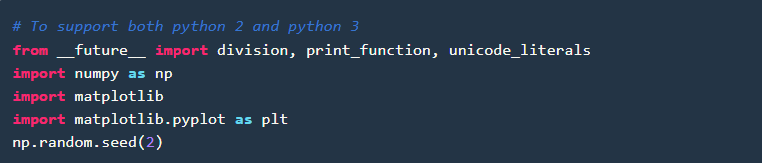 # To support both python 2 and python 3
from __future__ import division, print_function, unicode_literals
import numpy as np
import matplotlib
import matplotlib.pyplot as plt
np.random.seed(2)